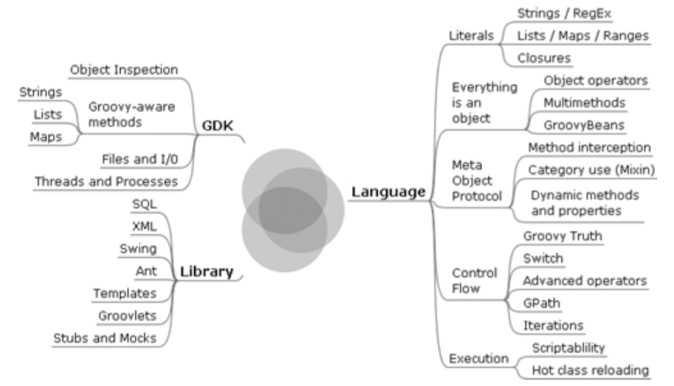 Object Inspection
Strings
Lists
Maps
Groovy-aware
methods
GDK
Files and I/0
Threads and Processes
SQL
XML
Swing
Ant
Templates
Groovlets
Stubs and Mocks
Library
Language
Literals
Strings / RegEx
Lists / Maps / Ranges
Closures
Everything
is an
object
Object operators
Multimethods
GroovyBeans
Meta
Object
Protocol
Method interception
Category use (Mixin)
Dynamic methods
and properties
Control
Flow
Groovy Truth
Switch
Advanced operators
GPath
Iterations
Execution
Scriptablility
Hot class reloading